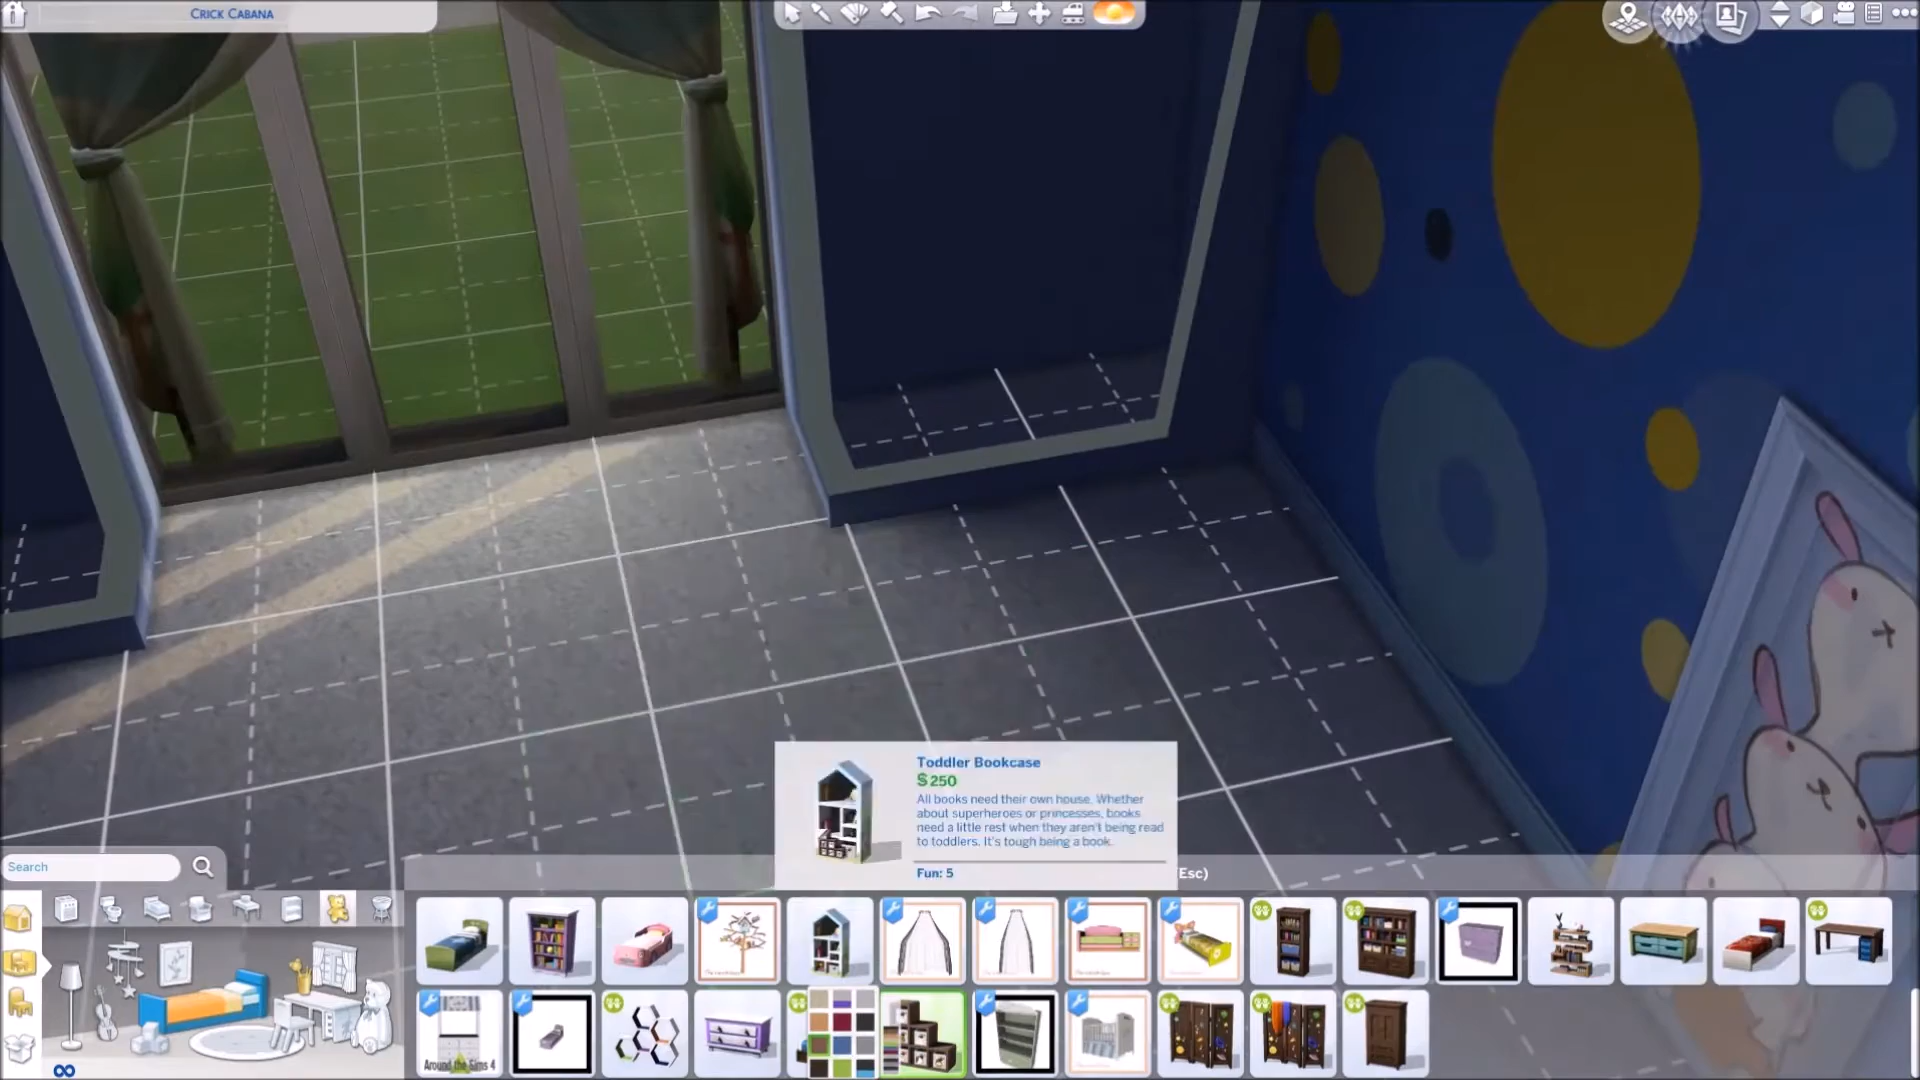 CRICK CABANA
Toddler Bookcase
$250
All books need their own house. Whether
about superheroes or princesses, books
need a little rest when they aren't being read
to toddlers. It's tough being a book.
Fun: 5
Esc)
Search
Around the Sims 4